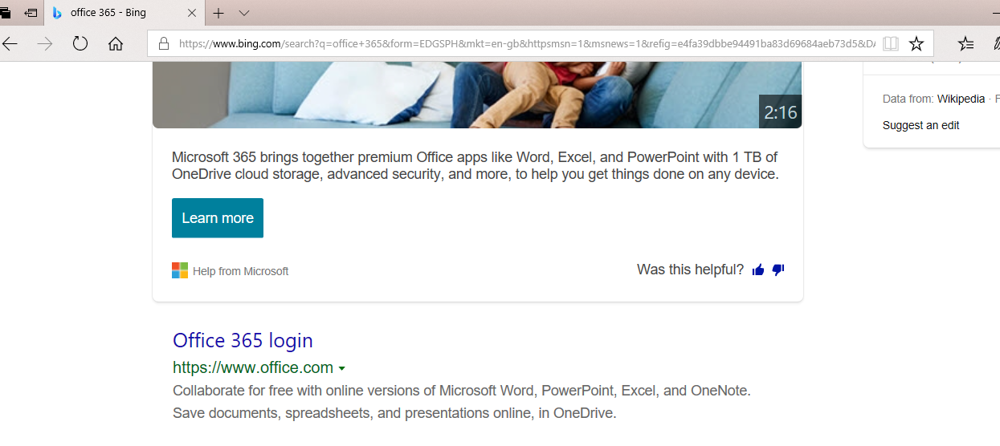 office 365 - Bing
https://www.bing.com/search?q=office+365&form=EDGSPH&mkt=en-gb&httpsmsn=1&msnews=1&refig=e4fa39dbbe94491ba83d69684aeb73d5&DA
2:16
Data from: Wikipedia · F
Suggest an edit
Microsoft 365 brings together premium Office apps like Word, Excel, and PowerPoint with 1 TB of
OneDrive cloud storage, advanced security, and more, to help you get things done on any device.
Learn more
Help from Microsoft
Was this helpful?
Office 365 login
https://www.office.com
Collaborate for free with online versions of Microsoft Word, PowerPoint, Excel, and OneNote.
Save documents, spreadsheets, and presentations online, in OneDrive.